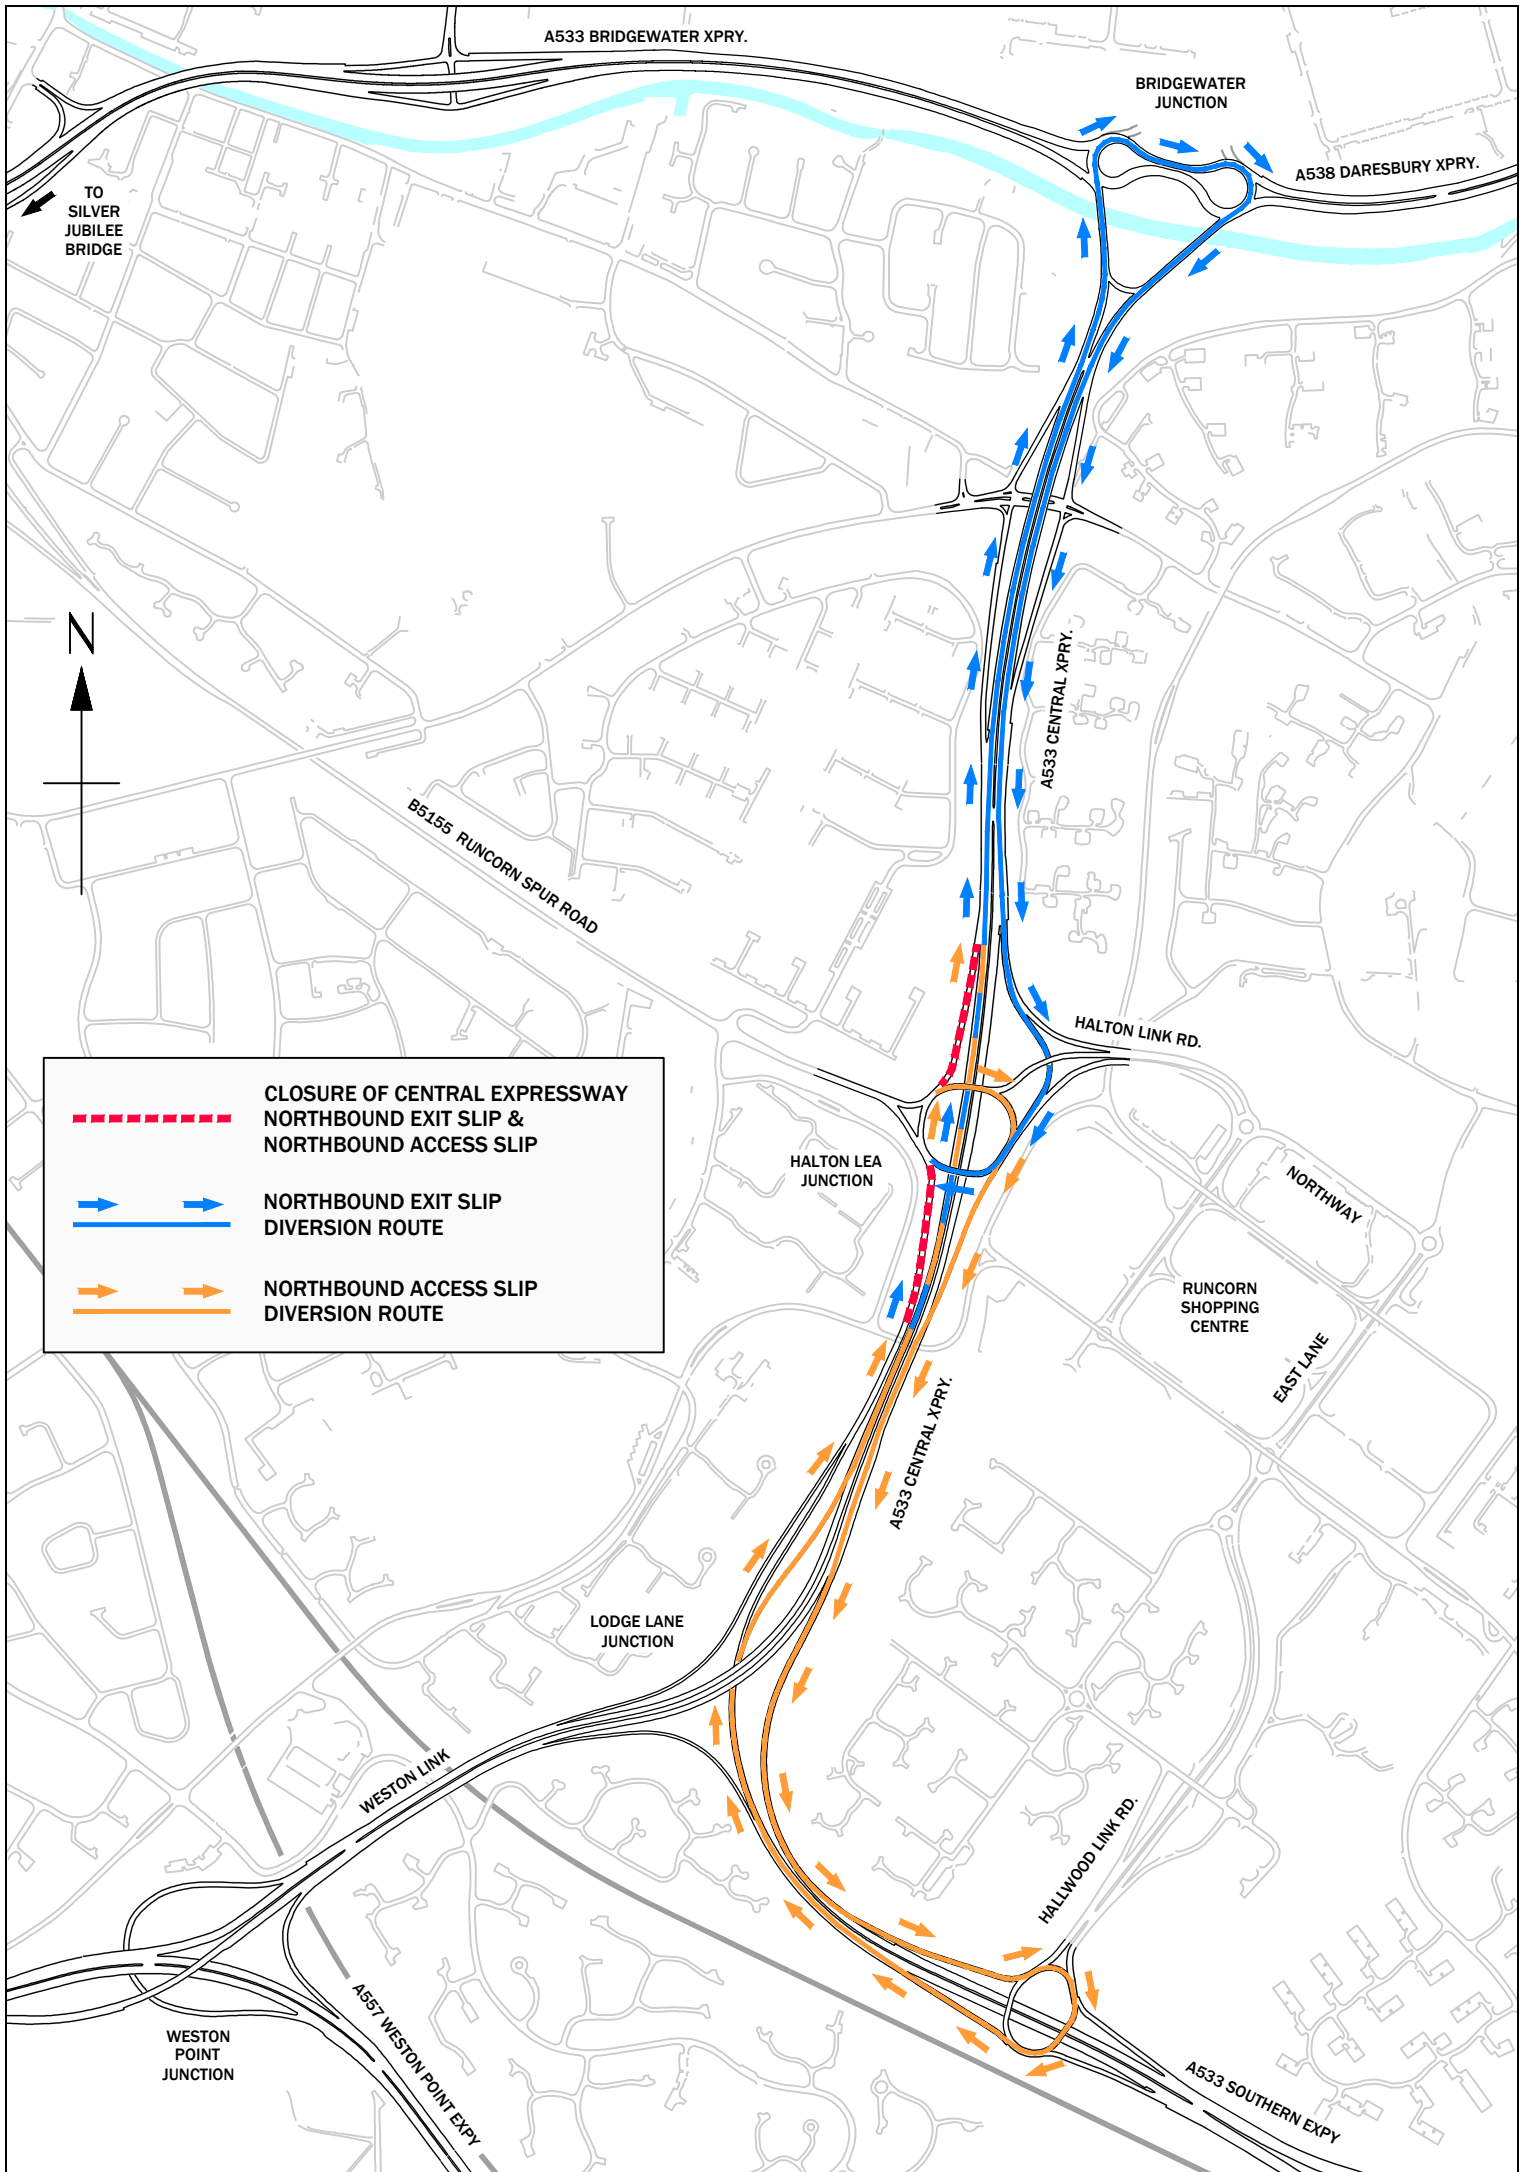 A533 BRIDGEWATER XPRY.
BRIDGEWATER
JUNCTION
A538 DARESBURY XPRY.
TO
SILVER
JUBILEE
BRIDGE
N
A533 CENTRAL XPRY.
B5155 RUNCORN SPUR ROAD
HALTON LINK RD.
CLOSURE OF CENTRAL EXPRESSWAY
NORTHBOUND EXIT SLIP &
NORTHBOUND ACCESS SLIP
NORTHBOUND EXIT SLIP
DIVERSION ROUTE
NORTHBOUND ACCESS SLIP
DIVERSION ROUTE
HALTON LEA
JUNCTION
NORTHWAY
RUNCORN
SHOPPING
CENTRE
EAST LANE
A533 CENTRAL XPRY.
LODGE LANE
JUNCTION
WESTON LINK
HALLWOOD LINK RD.
WESTON
POINT
JUNCTION
A557 WESTON POINT EXPY
A533 SOUTHERN EXPY